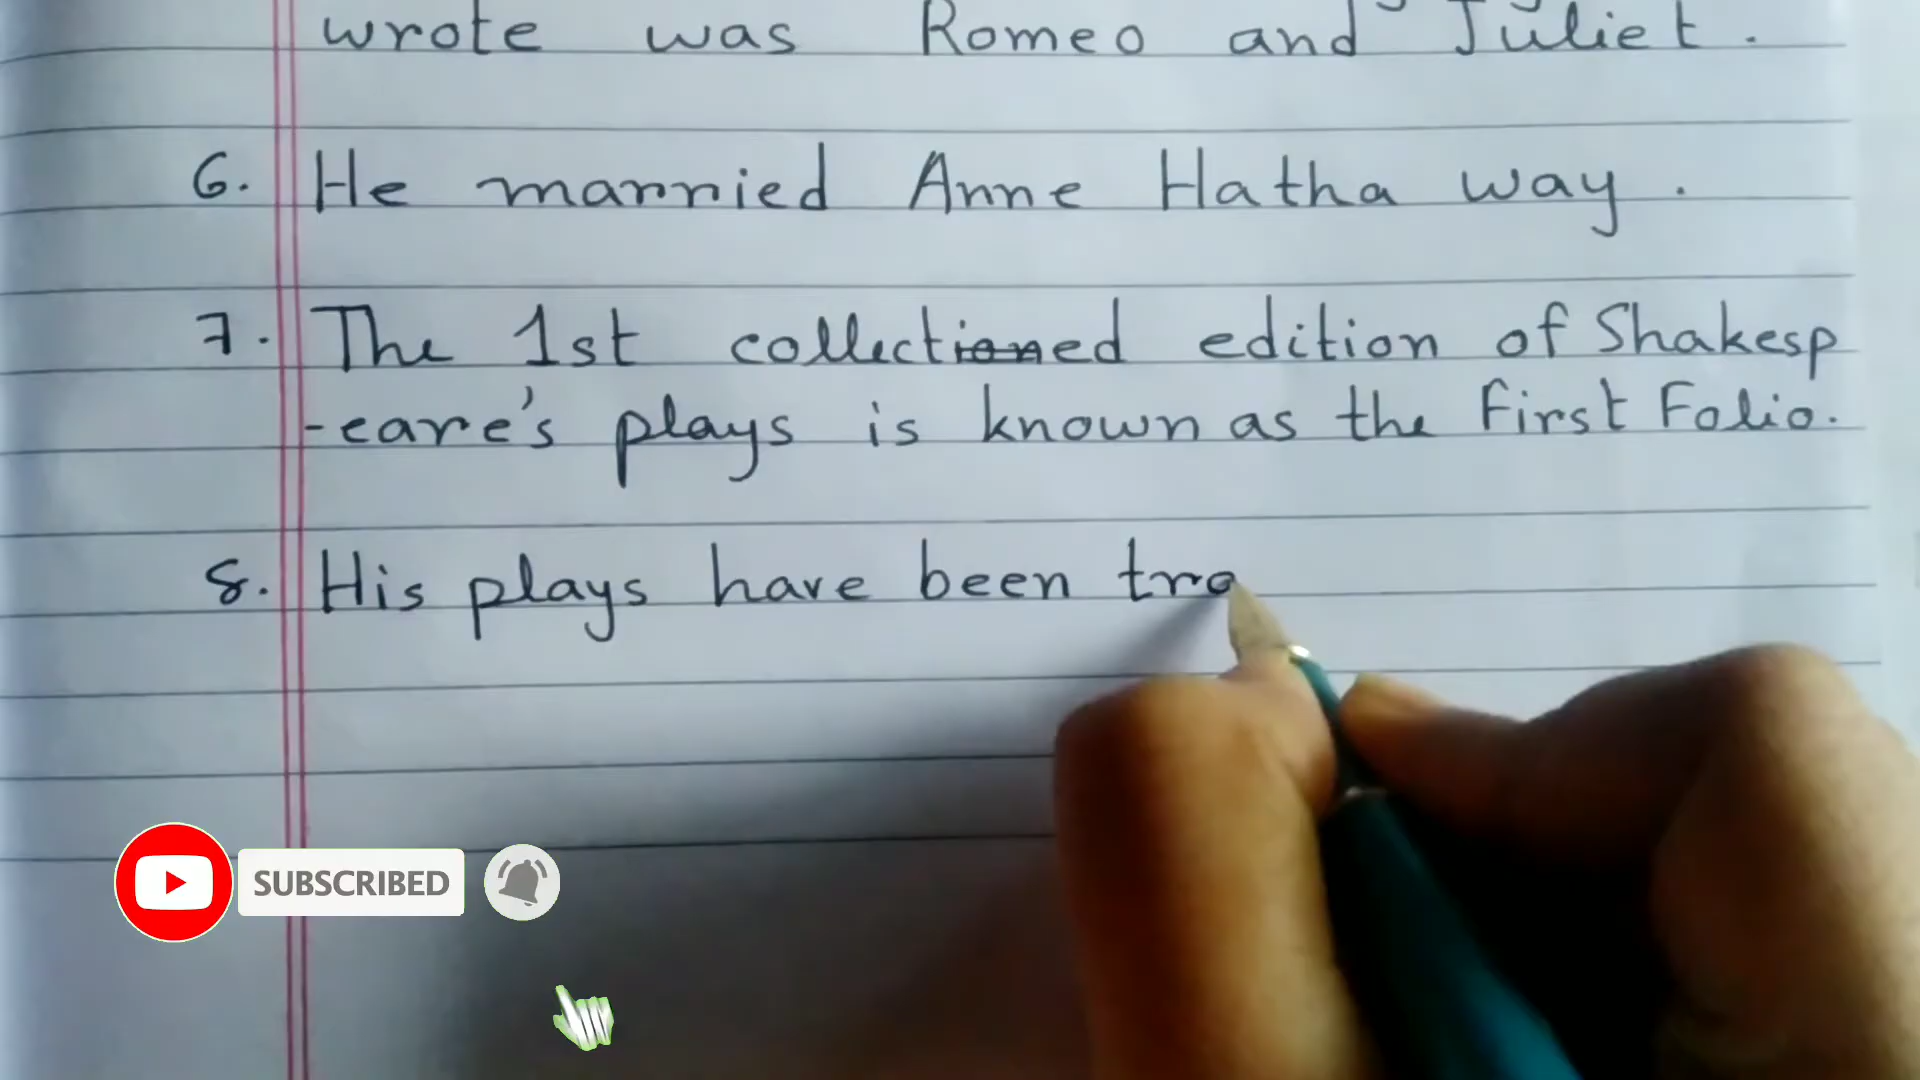 wrote was Romeo and Juliet.
6. He married Anne Hatha way.
7. The 1st collectioned edition of Shakesp
-eare's plays is known as the First Folio.
8. His plays have been tra
SUBSCRIBED